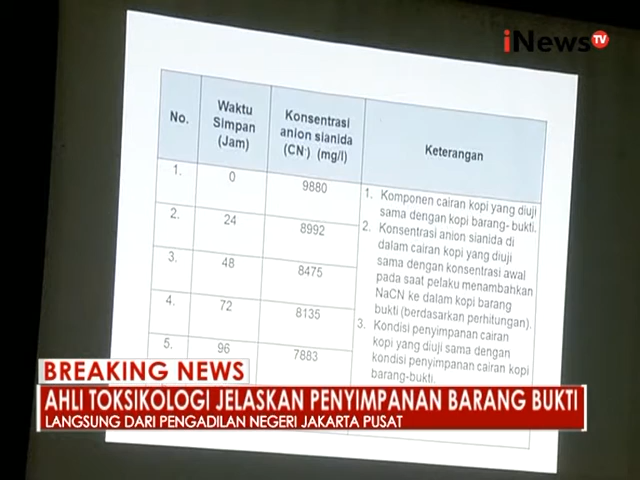 iNews TV
No.
Waktu
Simpan
(Jam)
Konsentrasi
anion sianida
(CN-) (mg/l)
Keterangan
1.
0
9880
2.
24
8992
3.
48
8475
4.
72
8135
5.
96
7883
1. Komponen cairan kopi yang diuji
sama dengan kopi barang- bukti.
2. Konsentrasi anion sianida di
dalam cairan kopi yang diuji
sama dengan konsentrasi awal
pada saat pelaku menambahkan
NaCN ke dalam kopi barang
bukti (berdasarkan perhitungan).
3. Kondisi penyimpanan cairan
kopi yang diuji sama dengan
kondisi penyimpanan cairan kopi
barang-bukti.
BREAKING NEWS
AHLI TOKSIKOLOGI JELASKAN PENYIMPANAN BARANG BUKTI
LANGSUNG DARI PENGADILAN NEGERI JAKARTA PUSAT